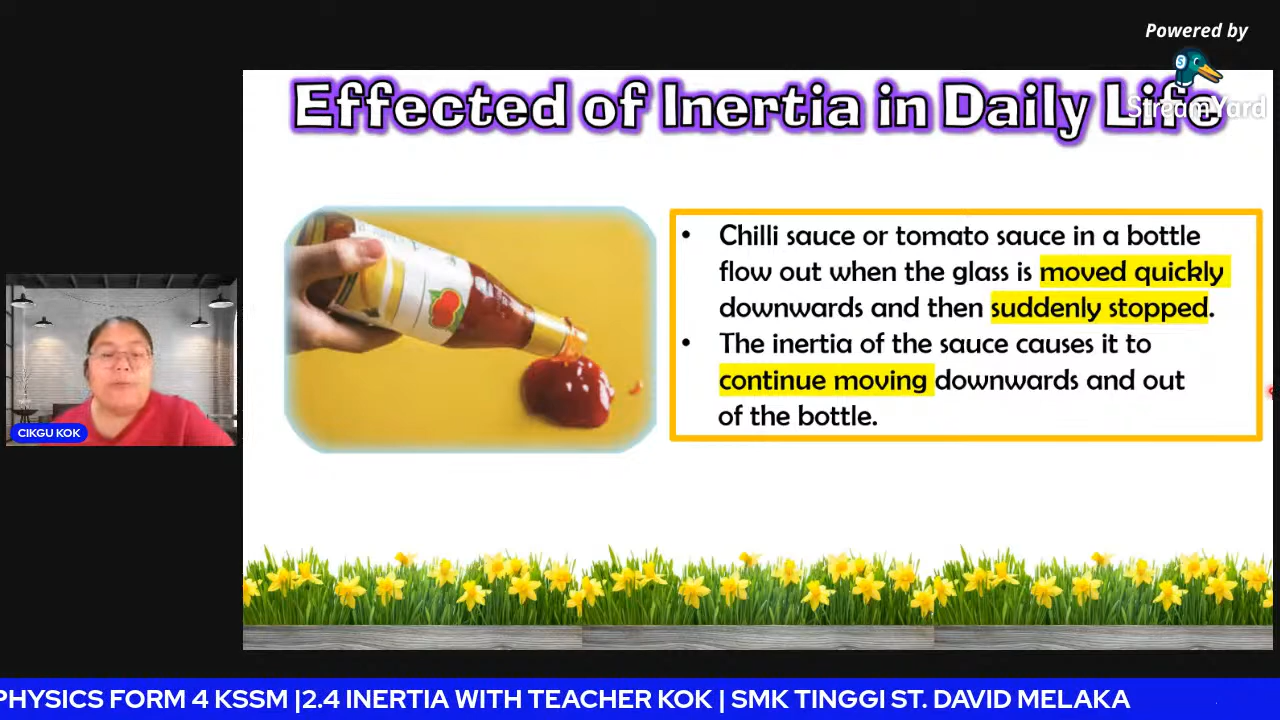 Powered by
StreamYard
Effected of Inertia in Daily Life
• Chilli sauce or tomato sauce in a bottle
flow out when the glass is moved quickly
downwards and then suddenly stopped.
• The inertia of the sauce causes it to
continue moving downwards and out
of the bottle.
CIKGU KOK
PHYSICS FORM 4 KSSM |2.4 INERTIA WITH TEACHER KOK | SMK TINGGI ST. DAVID MELAKA